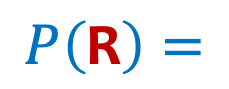 P(R) =